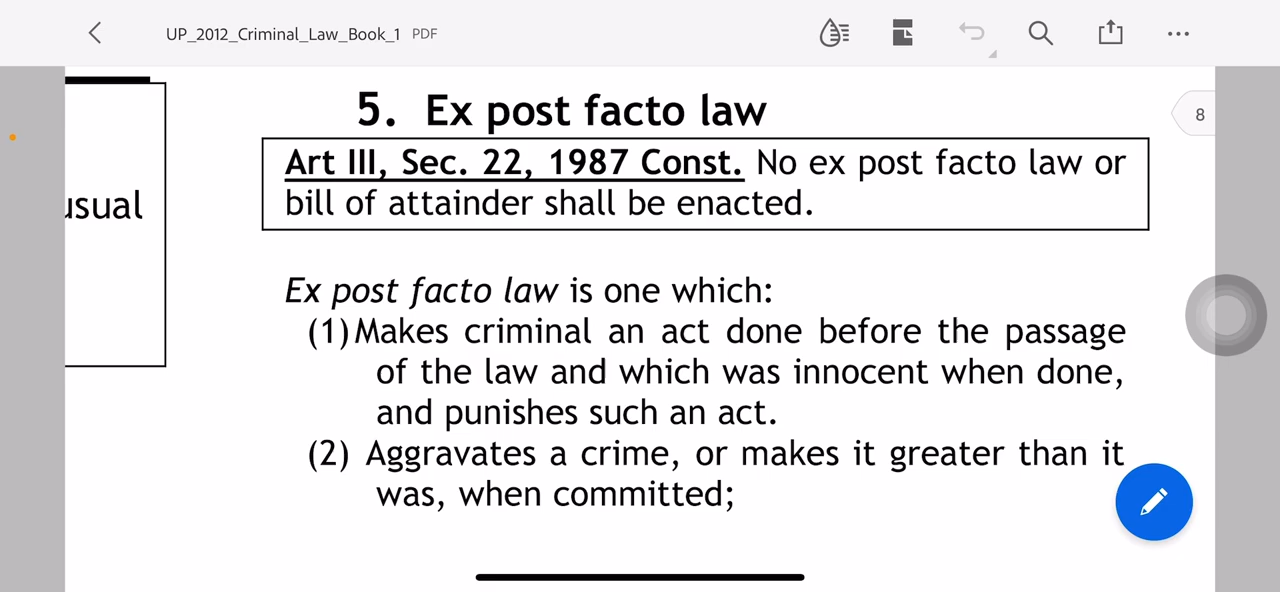 UP_2012_Criminal_Law_Book_1 PDF
8
usual
5. Ex post facto law
Art III, Sec. 22, 1987 Const. No ex post facto law or
bill of attainder shall be enacted.
Ex post facto law is one which:
(1)Makes criminal an act done before the passage
of the law and which was innocent when done,
and punishes such an act.
(2) Aggravates a crime, or makes it greater than it
was, when committed;